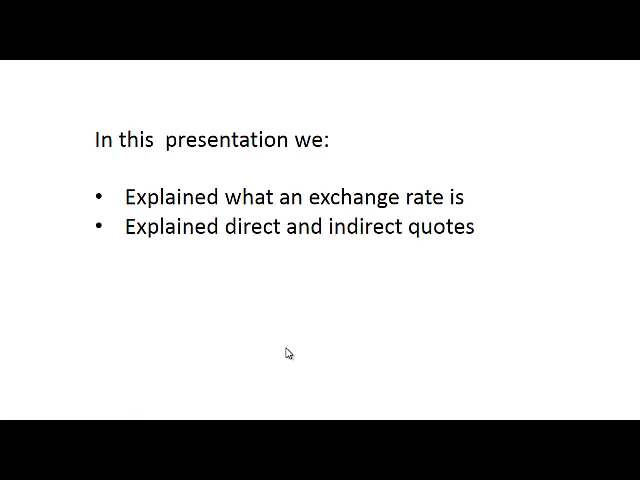 In this  presentation we:
• Explained what an exchange rate is
• Explained direct and indirect quotes